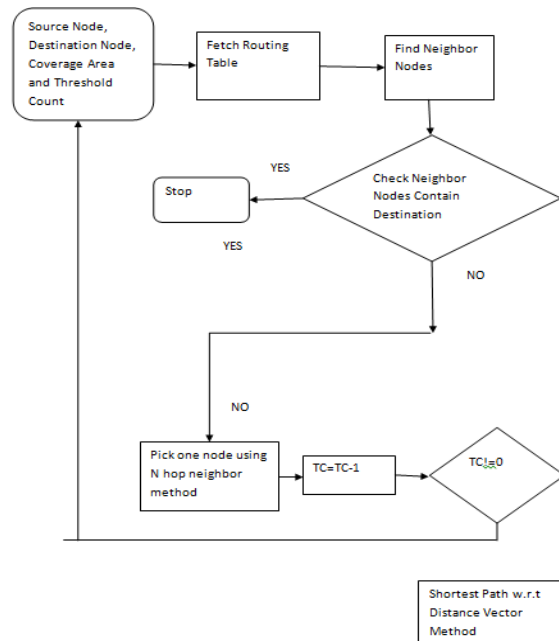 Source Node,
Destination Node,
Coverage Area
and Threshold
Count
Fetch Routing
Table
Find Neighbor
Nodes
YES
Check Neighbor
Nodes Contain
Destination
Stop
YES
NO
NO
Pick one node using
N hop neighbor
method
TC=TC-1
TC!=0
Shortest Path w.r.t
Distance Vector
Method